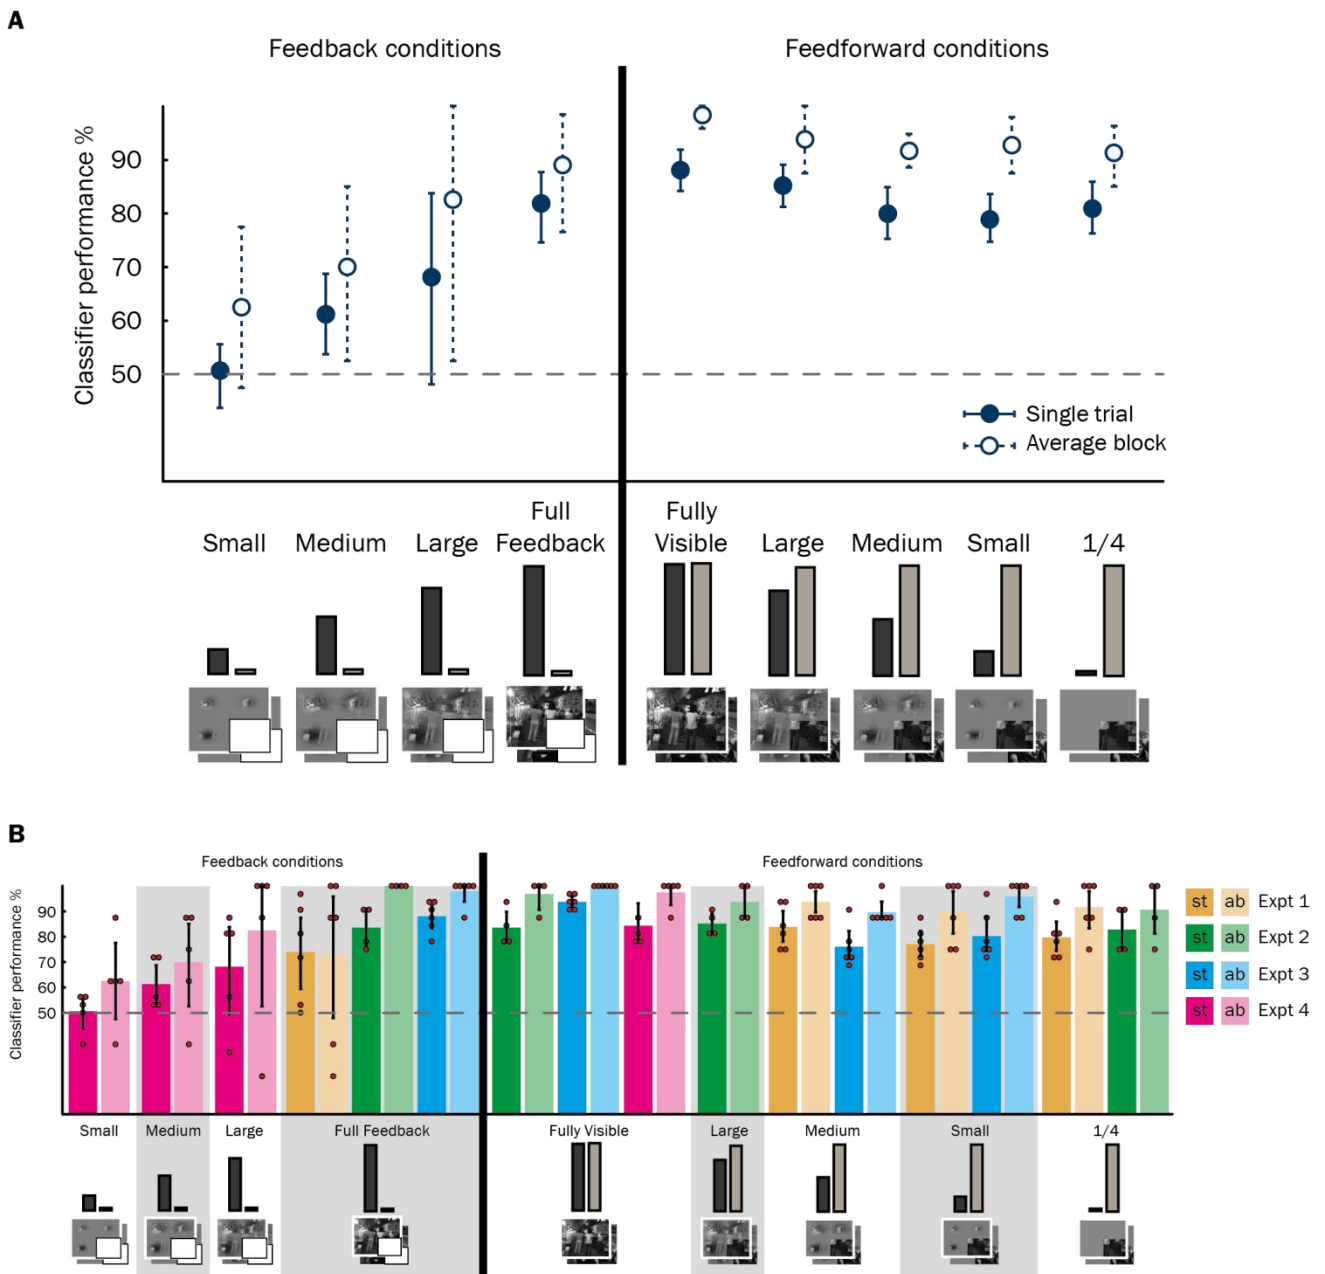 A
Feedback conditions
Feedforward conditions
Classifier performance %
90
80
70
60
50
Single trial
Average block
Small
Medium
Large
Full
Feedback
Fully
Visible
Large
Medium
Small
1/4
B
Feedback conditions
Feedforward conditions
Classifier performance %
90
80
70
60
50
st ab Expt 1
st ab Expt 2
st ab Expt 3
st ab Expt 4
Small
Medium
Large
Full Feedback
Fully Visible
Large
Medium
Small
1/4